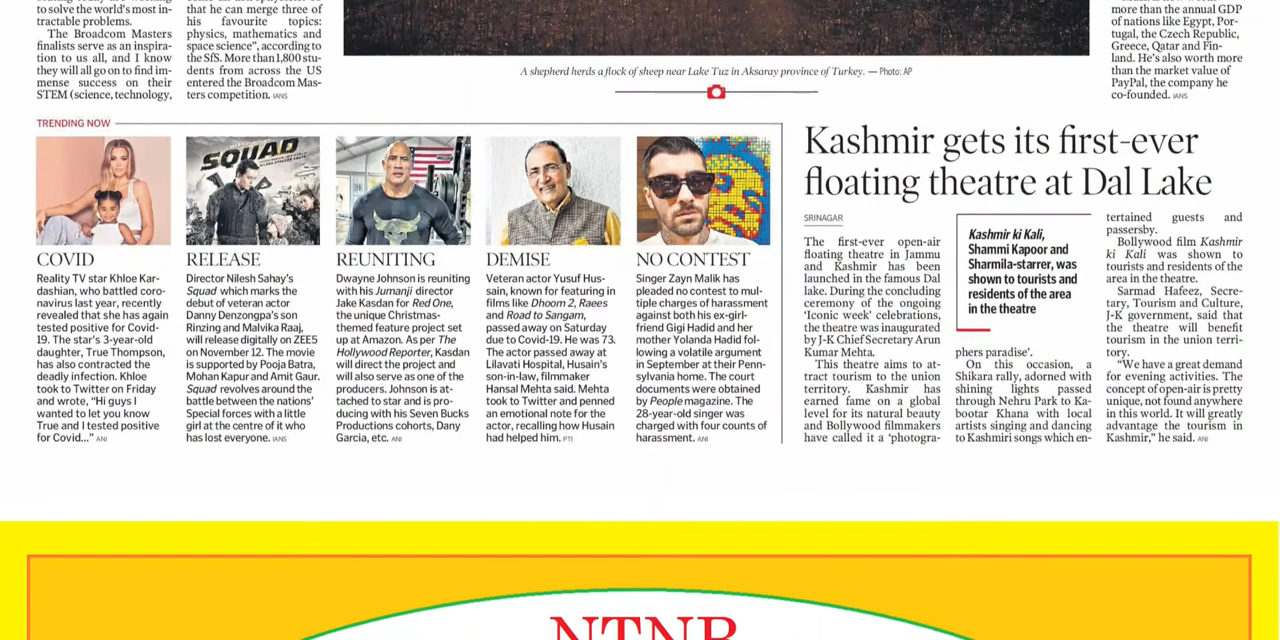 to solve the world's most in-
tractable problems.
The Broadcom Masters
finalists serve as an inspira-
tion to us all, and I know
they will all go on to find im-
mense success on their
STEM (science, technology,
that he can merge three of
his favourite topics:
physics, mathematics and
space science", according to
the SfS. More than 1,800 stu-
dents from across the US
entered the Broadcom Mas-
ters competition. IANS
A shepherd herds a flock of sheep near Lake Tuz in Aksaray province of Turkey. — Photo: AP
more than the annual GDP
of nations like Egypt, Por-
tugal, the Czech Republic,
Greece, Qatar and Fin-
land. He's also worth more
than the market value of
PayPal, the company he
co-founded. IANS
TRENDING NOW
SQUAD
COVID
Reality TV star Khloe Kar-
dashian, who battled coro-
navirus last year, recently
revealed that she has again
tested positive for Covid-
19. The star's 3-year-old
daughter, True Thompson,
has also contracted the
deadly infection. Khloe
took to Twitter on Friday
and wrote, "Hi guys I
wanted to let you know
True and I tested positive
for Covid..." ANI
RELEASE
Director Nilesh Sahay's
Squad which marks the
debut of veteran actor
Danny Denzongpa's son
Rinzing and Malvika Raaj,
will release digitally on ZEE5
on November 12. The movie
is supported by Pooja Batra,
Mohan Kapur and Amit Gaur.
Squad revolves around the
battle between the nations'
Special forces with a little
girl at the centre of it who
has lost everyone. IANS
REUNITING
Dwayne Johnson is reuniting
with his Jumanji director
Jake Kasdan for Red One,
the unique Christmas-
themed feature project set
up at Amazon. As per The
Hollywood Reporter, Kasdan
will direct the project and
will also serve as one of the
producers. Johnson is at-
tached to star and is pro-
ducing with his Seven Bucks
Productions cohorts, Dany
Garcia, etc. ANI
DEMISE
Veteran actor Yusuf Hus-
sain, known for featuring in
films like Dhoom 2, Raees
and Road to Sangam,
passed away on Saturday
due to Covid-19. He was 73.
The actor passed away at
Lilavati Hospital, Husain's
son-in-law, filmmaker
Hansal Mehta said. Mehta
took to Twitter and penned
an emotional note for the
actor, recalling how Husain
had helped him. PTI
NO CONTEST
Singer Zayn Malik has
pleaded no contest to mul-
tiple charges of harassment
against both his ex-girl-
friend Gigi Hadid and her
mother Yolanda Hadid fol-
lowing a volatile argument
in September at their Penn-
sylvania home. The court
documents were obtained
by People magazine. The
28-year-old singer was
charged with four counts of
harassment. ANI
Kashmir gets its first-ever
floating theatre at Dal Lake
SRINAGAR
The first-ever open-air
floating theatre in Jammu
and Kashmir has been
launched in the famous Dal
lake. During the concluding
ceremony of the ongoing
'Iconic week' celebrations,
the theatre was inaugurated
by J-K Chief Secretary Arun
Kumar Mehta.
This theatre aims to at-
tract tourism to the union
territory. Kashmir has
earned fame on a global
level for its natural beauty
and Bollywood filmmakers
have called it a 'photogra-
Kashmir ki Kali,
Shammi Kapoor and
Sharmila-starrer, was
shown to tourists and
residents of the area
in the theatre
phers paradise'.
On this occasion, a
Shikara rally, adorned with
shining lights passed
through Nehru Park to Ka-
bootar Khana with local
artists singing and dancing
to Kashmiri songs which en-
tertained guests and
passersby.
Bollywood film Kashmir
ki Kali was shown to
tourists and residents of the
area in the theatre.
Sarmad Hafeez, Secre-
tary, Tourism and Culture,
J-K government, said that
the theatre will benefit
tourism in the union terri-
tory.
"We have a great demand
for evening activities. The
concept of open-air is pretty
unique, not found anywhere
in this world. It will greatly
advantage the tourism in
Kashmir," he said. ANI
NTNB